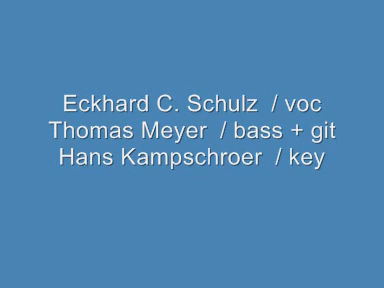 Eckhard C. Schulz / voc
Thomas Meyer / bass + git
Hans Kampschroer / key